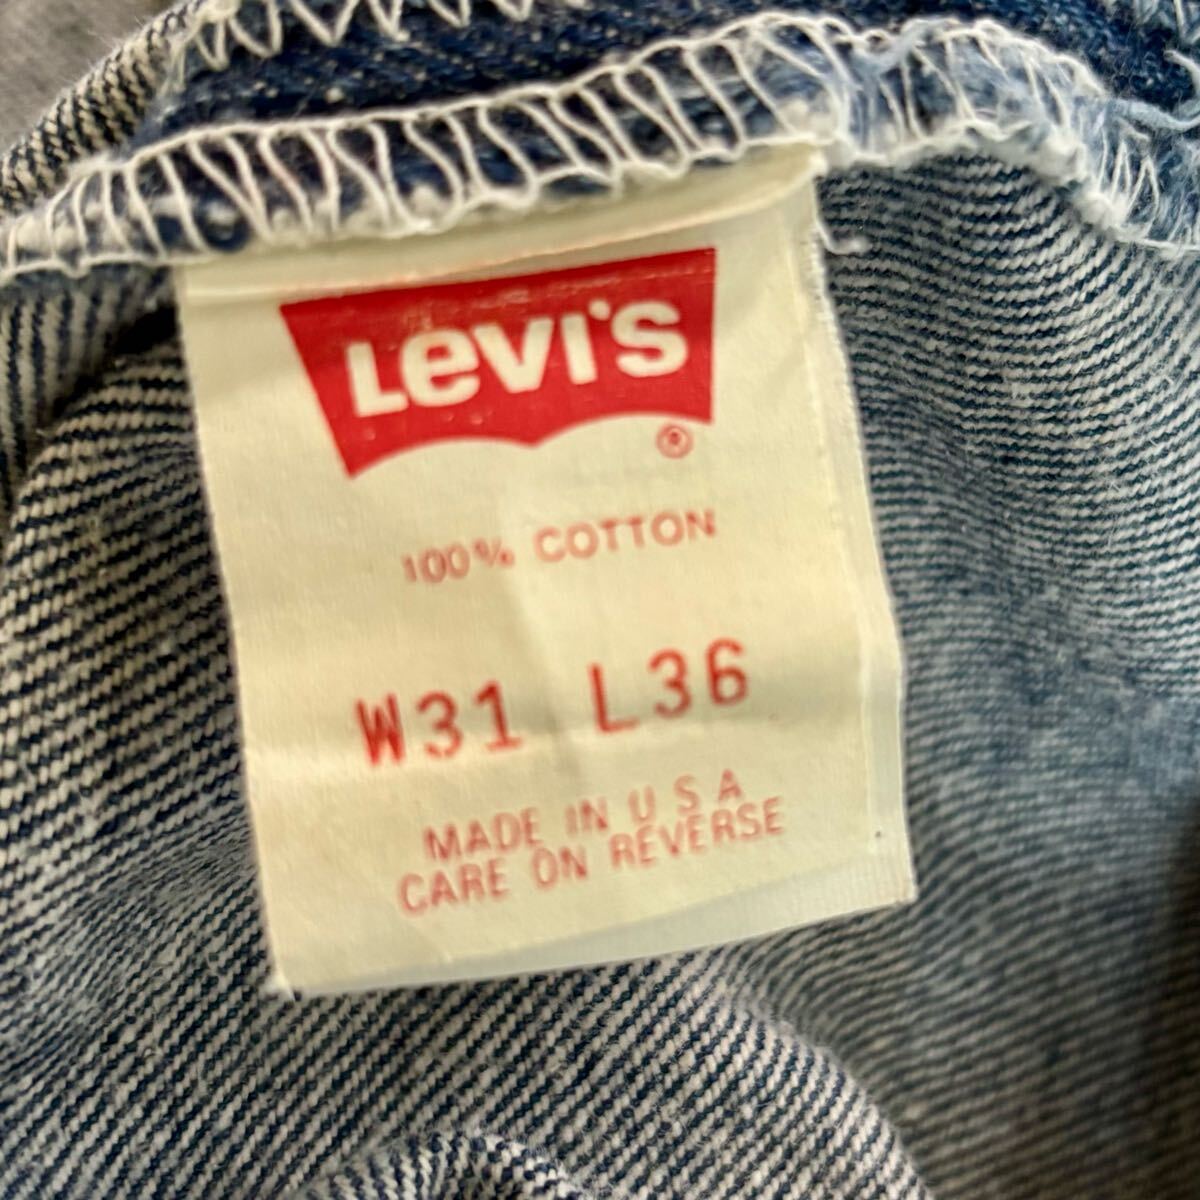 Levi's ®
100% COTTON
W31 L36
MADE IN U S A
CARE ON REVERSE